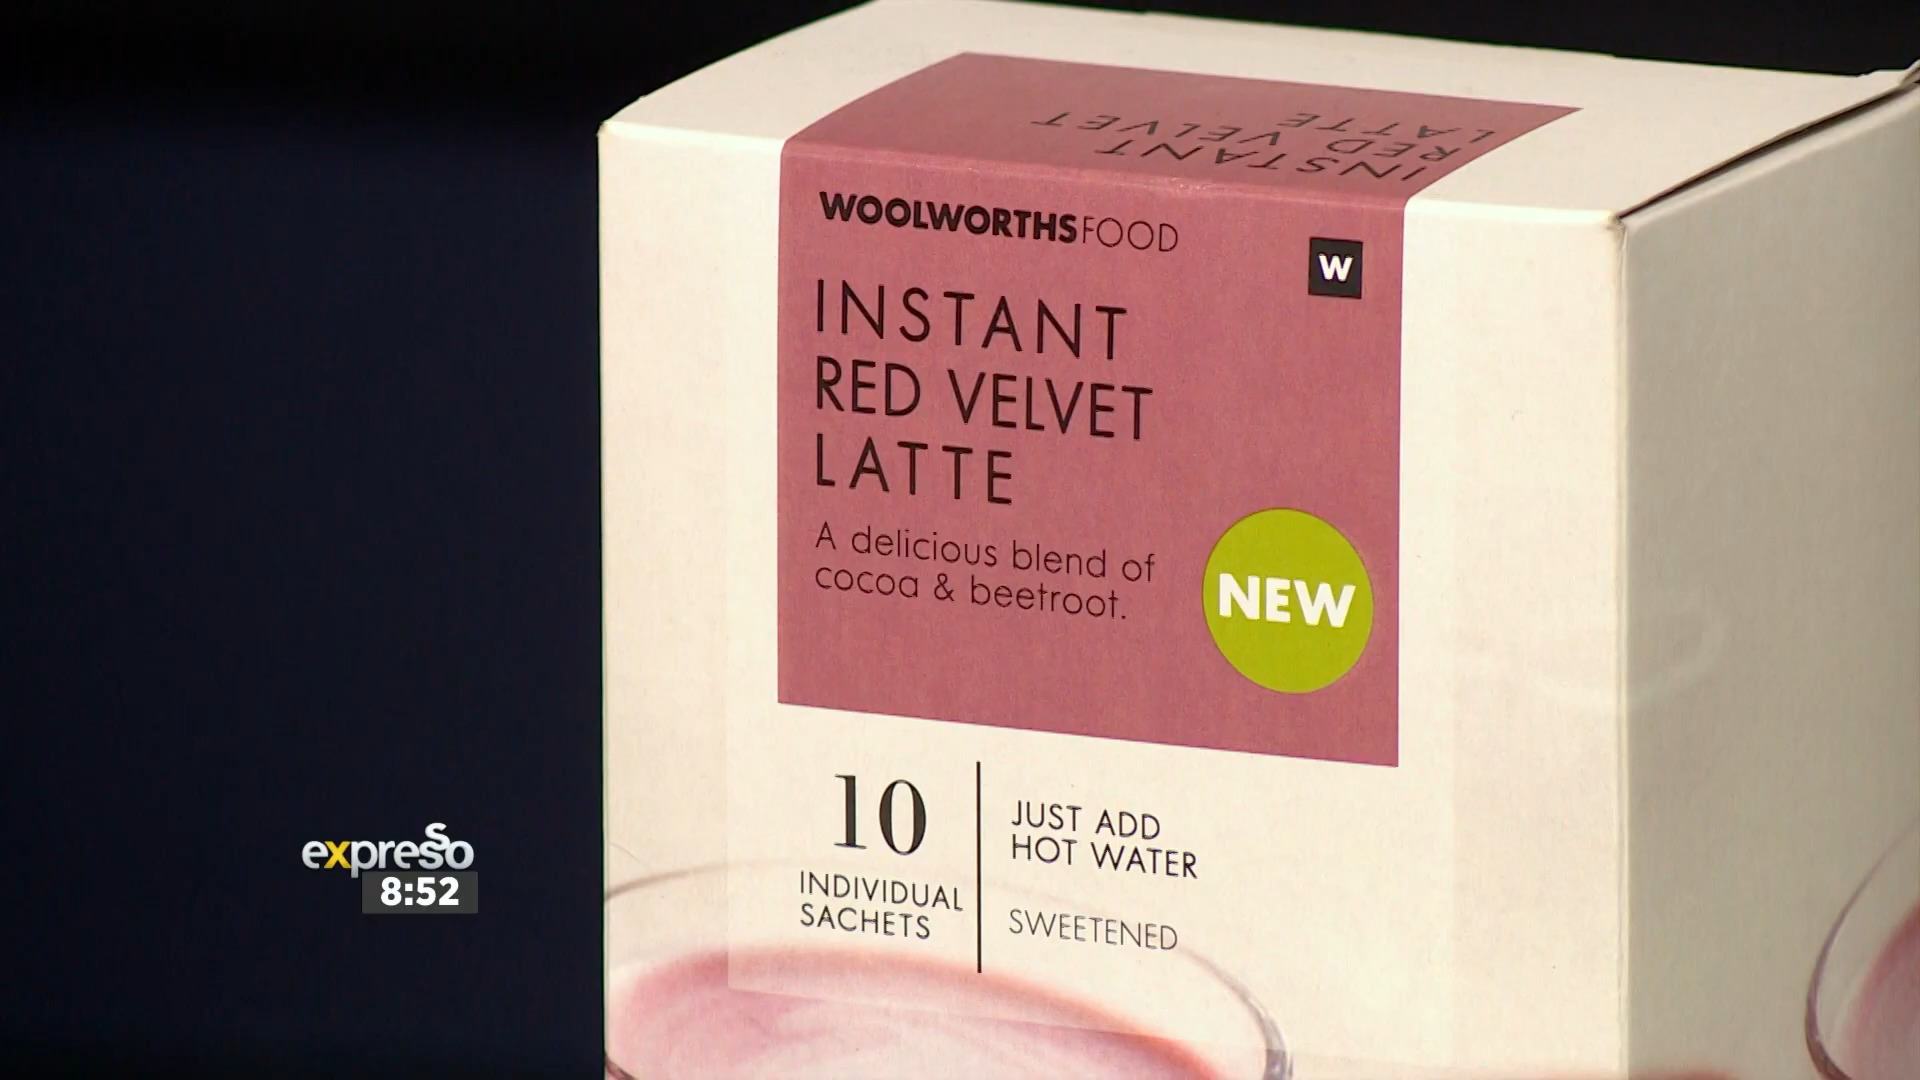 INSTANT
RED VELVET
LATTE
WOOLWORTHSFOOD
W
INSTANT
RED VELVET
LATTE
A delicious blend of
cocoa & beetroot.
NEW
10
INDIVIDUAL
SACHETS
JUST ADD
HOT WATER
SWEETENED
expresso
8:52